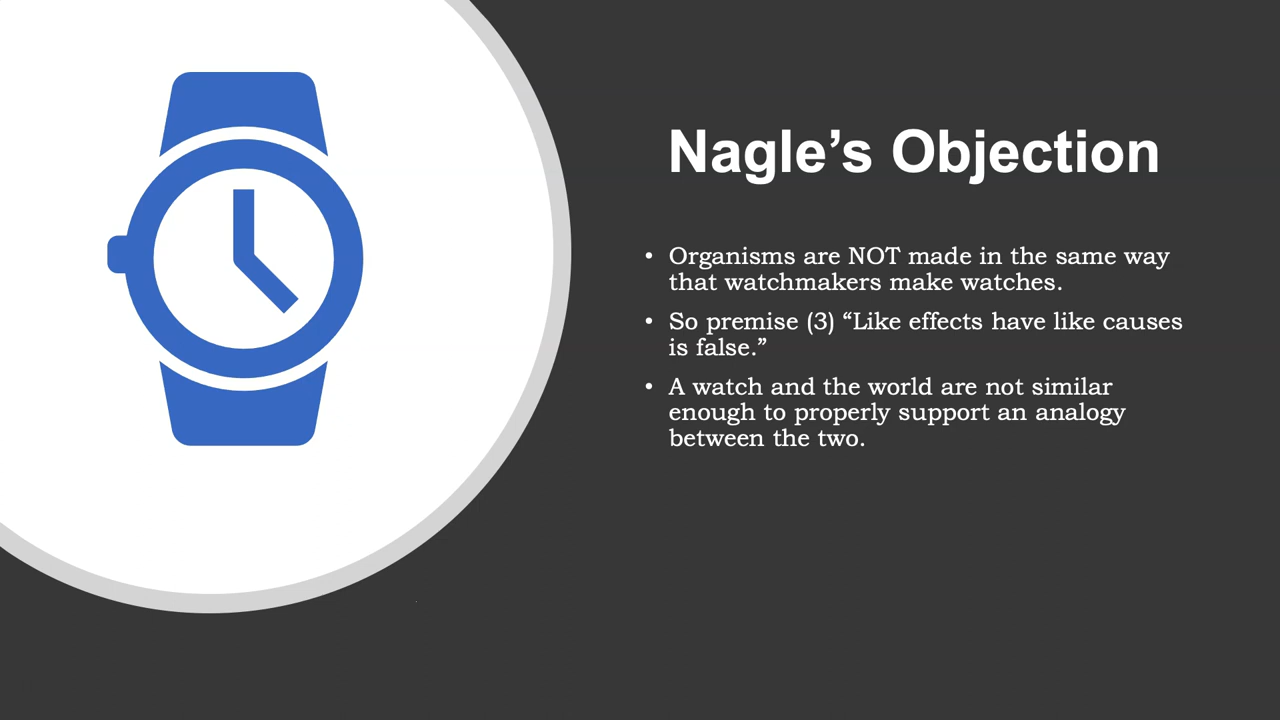 Nagle’s Objection
• Organisms are NOT made in the same way
that watchmakers make watches.
• So premise (3) “Like effects have like causes
is false.”
• A watch and the world are not similar
enough to properly support an analogy
between the two.